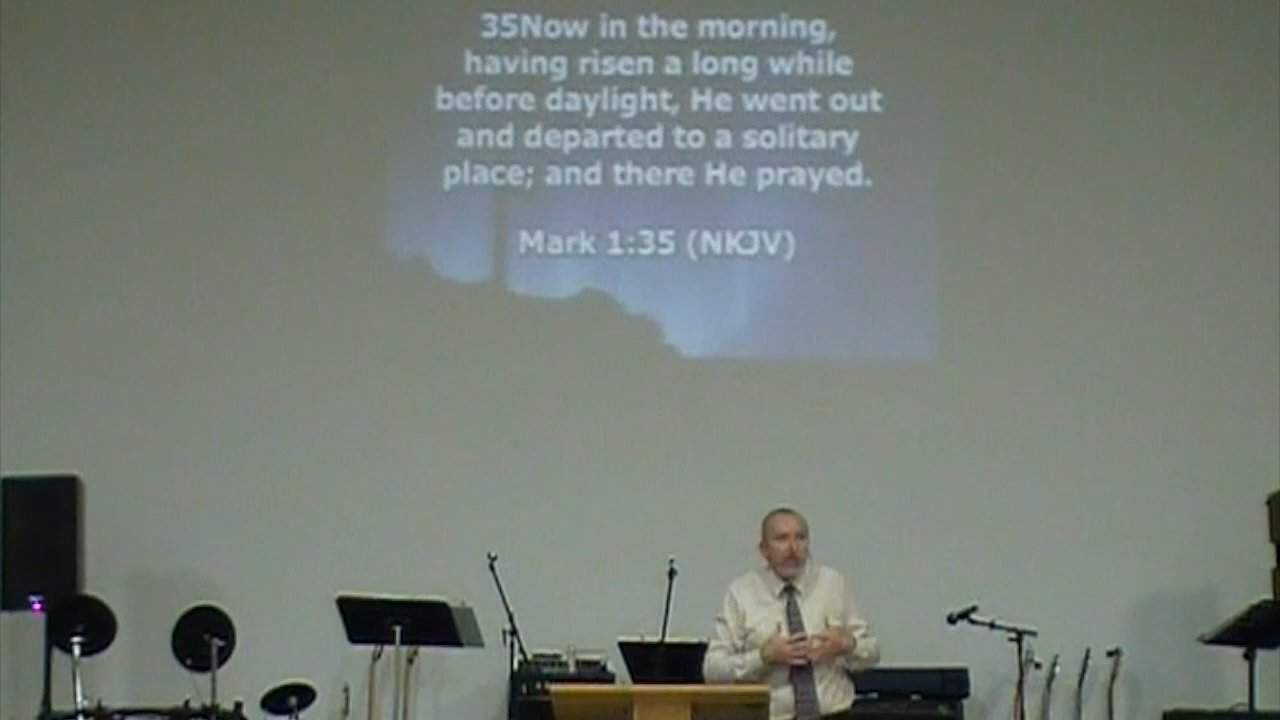 35Now in the morning,
having risen a long while
before daylight, He went out
and departed to a solitary
place; and there He prayed.
Mark 1:35 (NKJV)